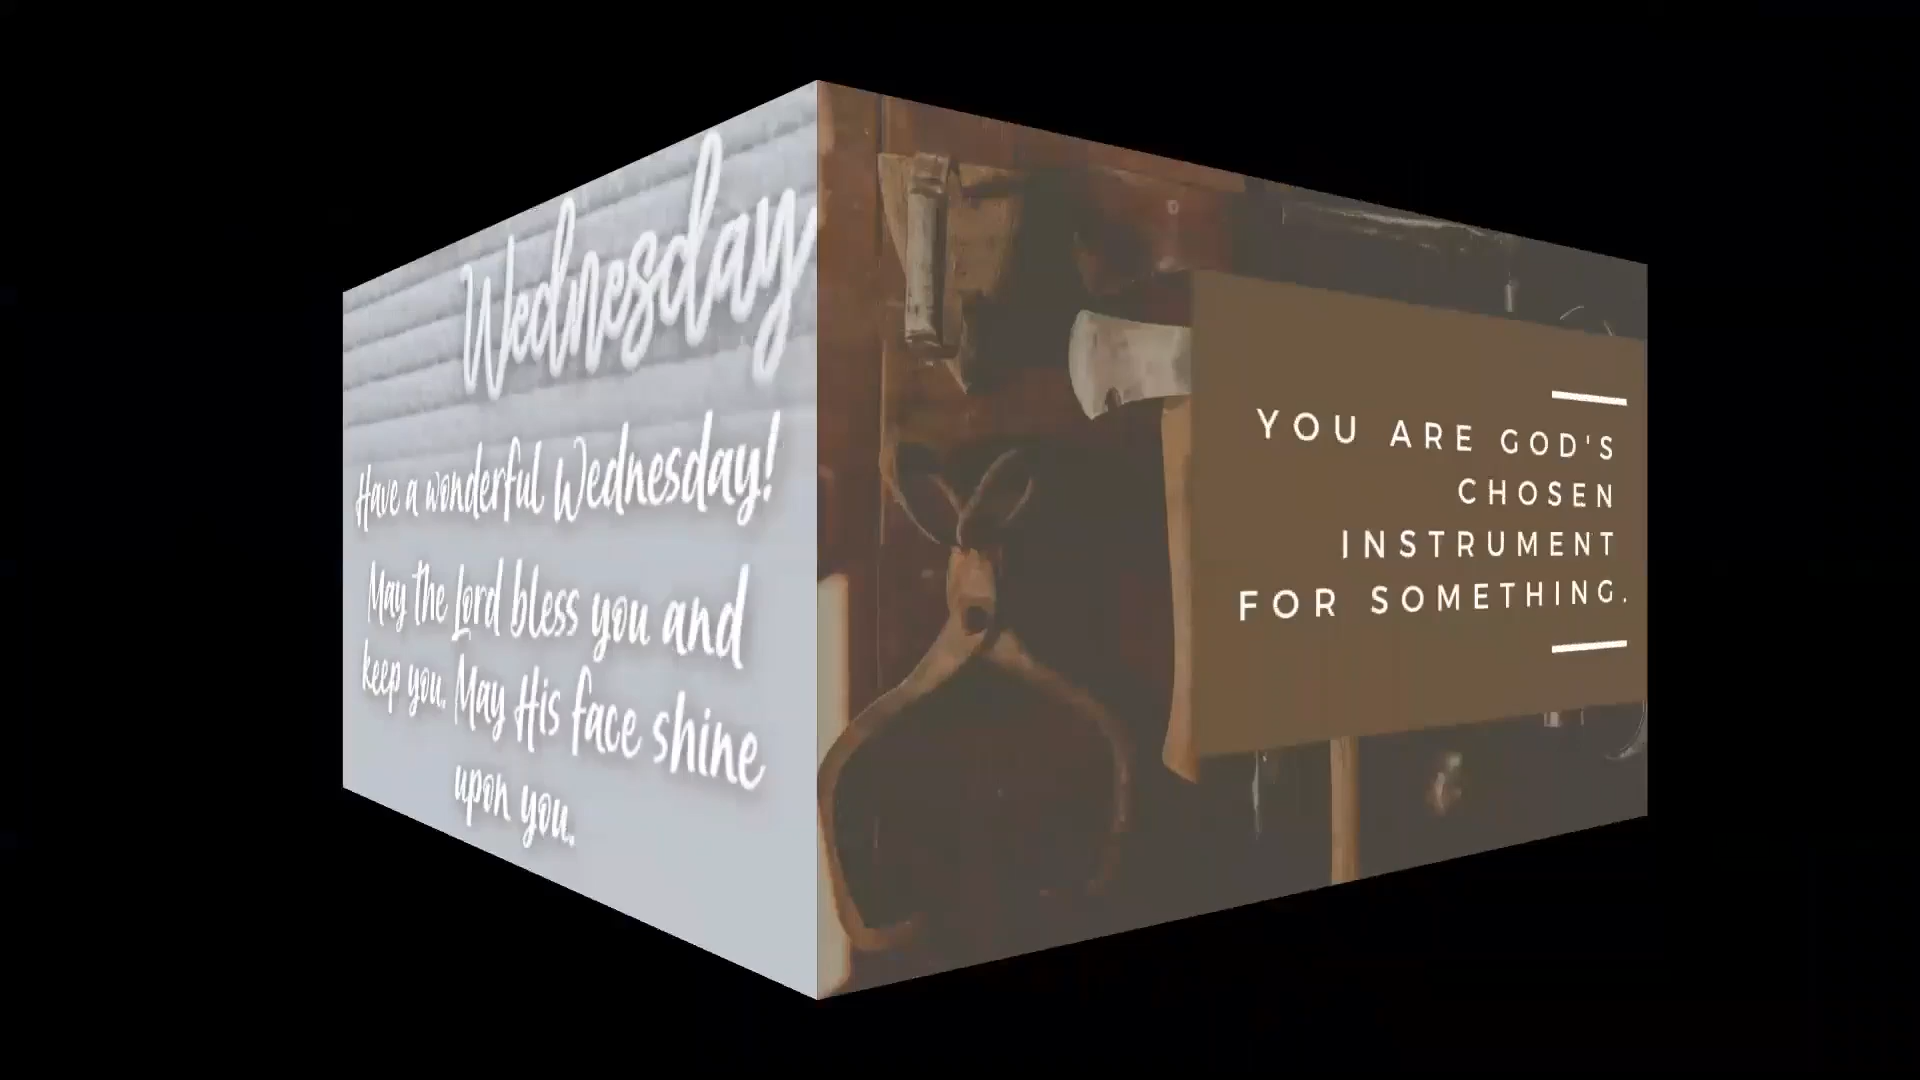 Wednesday
Have a wonderful Wednesday!
May the Lord bless you and
keep you. May His face shine
upon you.
YOU ARE GOD'S
CHOSEN
INSTRUMENT
FOR SOMETHING.